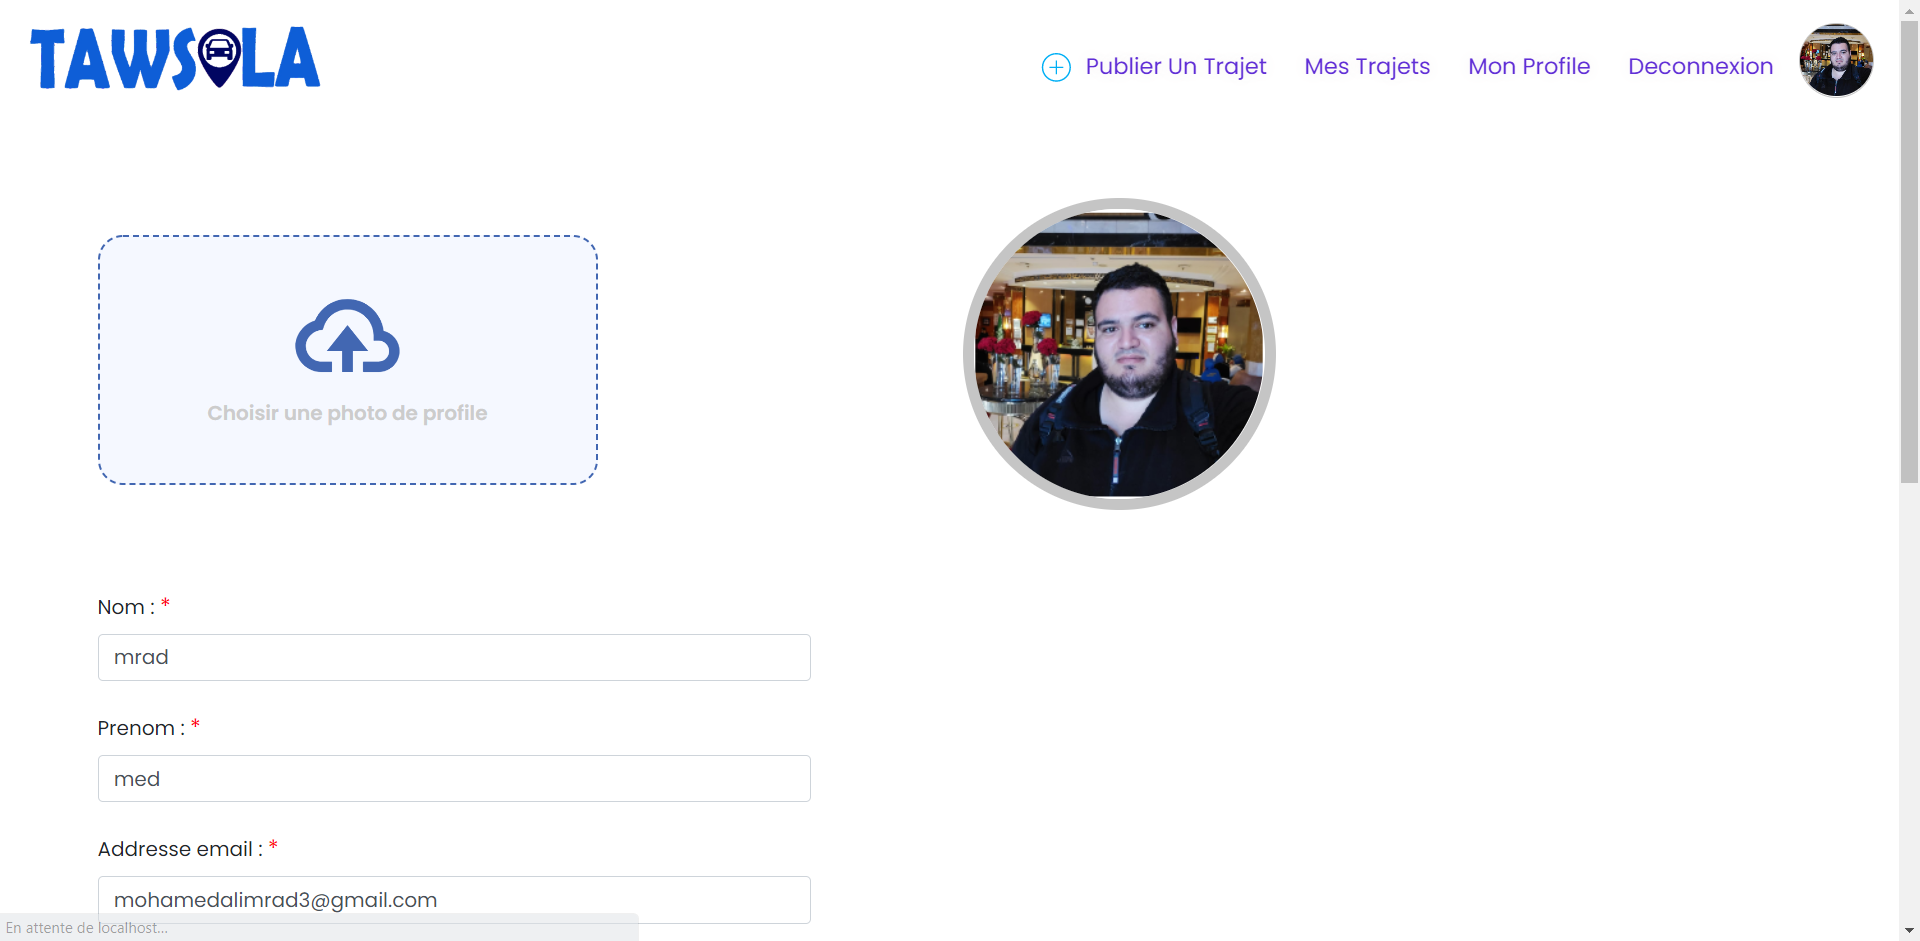 TAWSOLA
Publier Un Trajet
Mes Trajets
Mon Profile
Deconnexion
Choisir une photo de profile
Nom : *
mrad
Prenom : *
med
Addresse email : *
mohamedalimrad3@gmail.com
En attente de localhost...